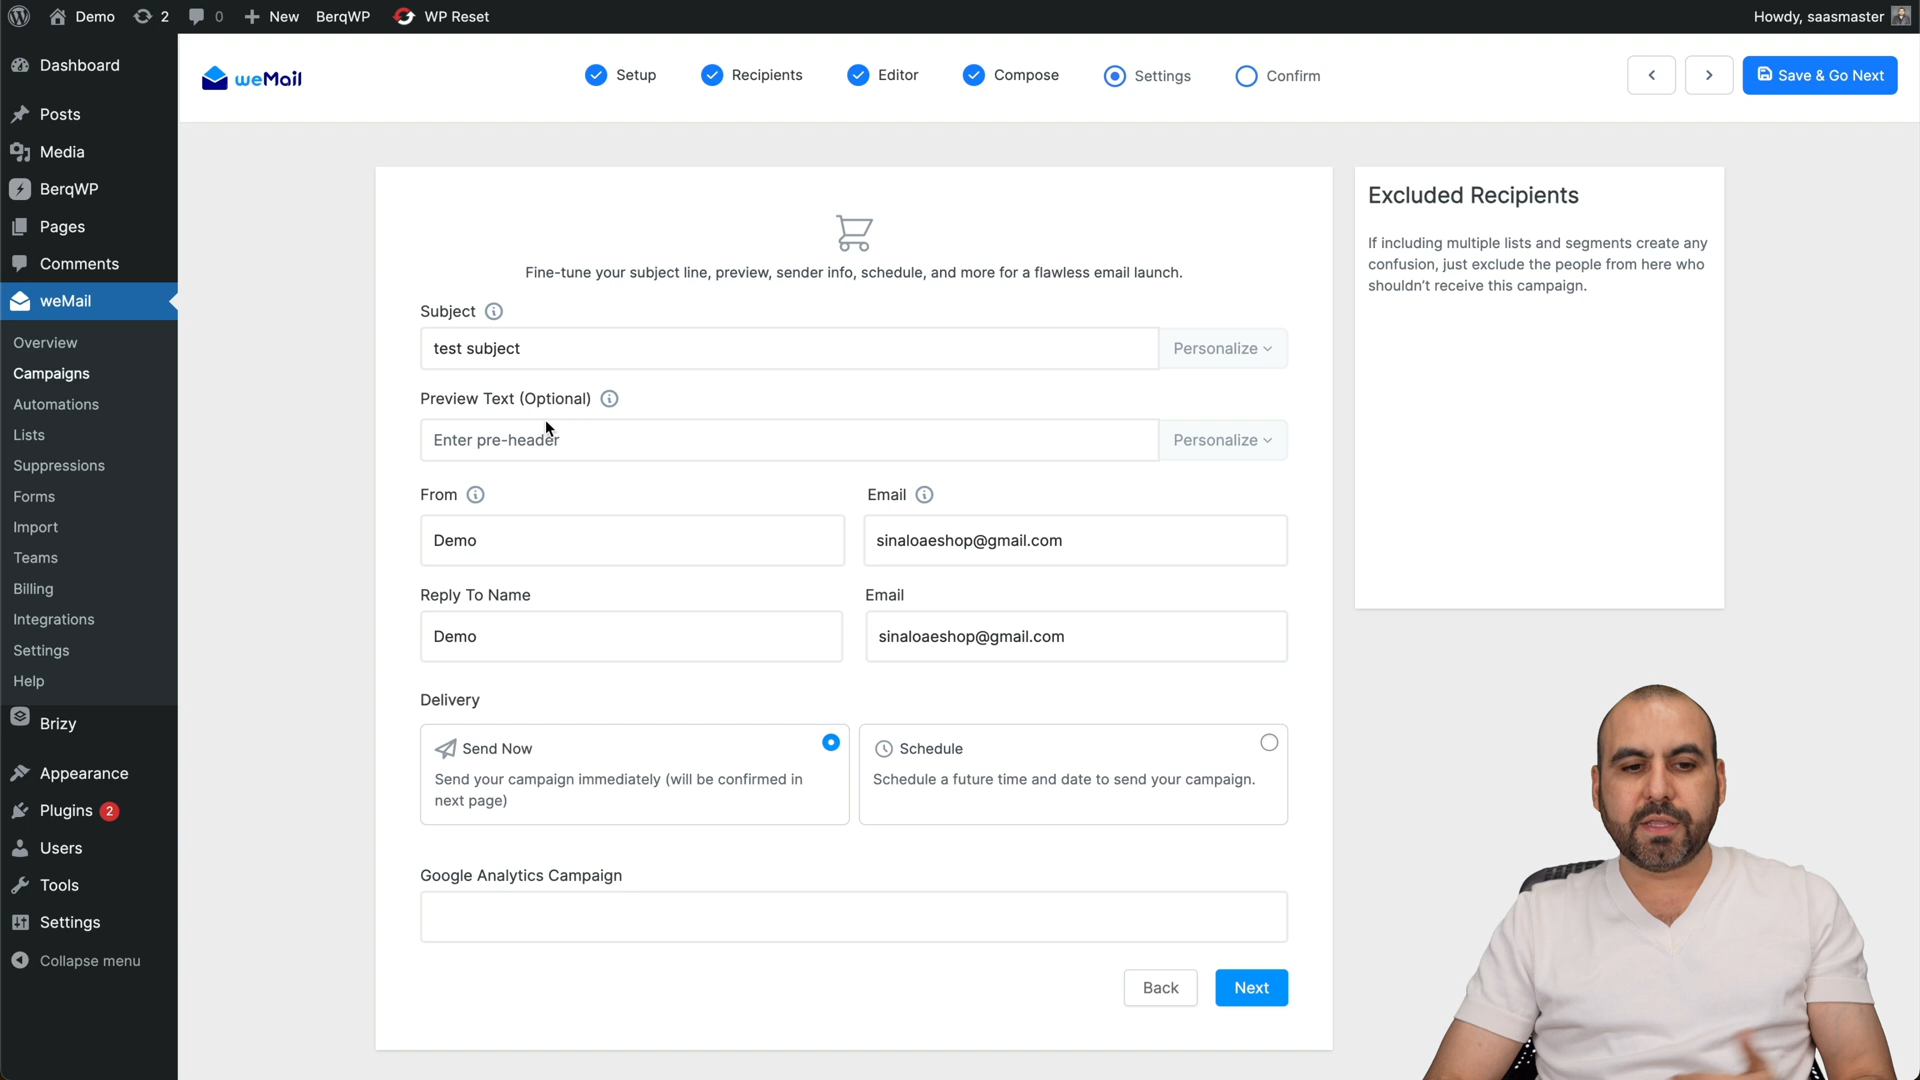 Demo 2 0 New BerqWP WP Reset Howdy, saasmaster
Dashboard
Posts
Media
BerqWP
Pages
Comments
weMail
Overview
Campaigns
Automations
Lists
Suppressions
Forms
Import
Teams
Billing
Integrations
Settings
Help
Brizy
Appearance
Plugins 2
Users
Tools
Settings
Collapse menu
weMail
Setup Recipients Editor Compose Settings Confirm
Save & Go Next
Fine-tune your subject line, preview, sender info, schedule, and more for a flawless email launch.
Subject
test subject Personalize
Preview Text (Optional)
Enter pre-header Personalize
From Email
Demo sinaloaeshop@gmail.com
Reply To Name Email
Demo sinaloaeshop@gmail.com
Delivery
Send Now
Send your campaign immediately (will be confirmed in
next page)
Schedule
Schedule a future time and date to send your campaign.
Google Analytics Campaign
Back Next
Excluded Recipients
If including multiple lists and segments create any
confusion, just exclude the people from here who
shouldn't receive this campaign.